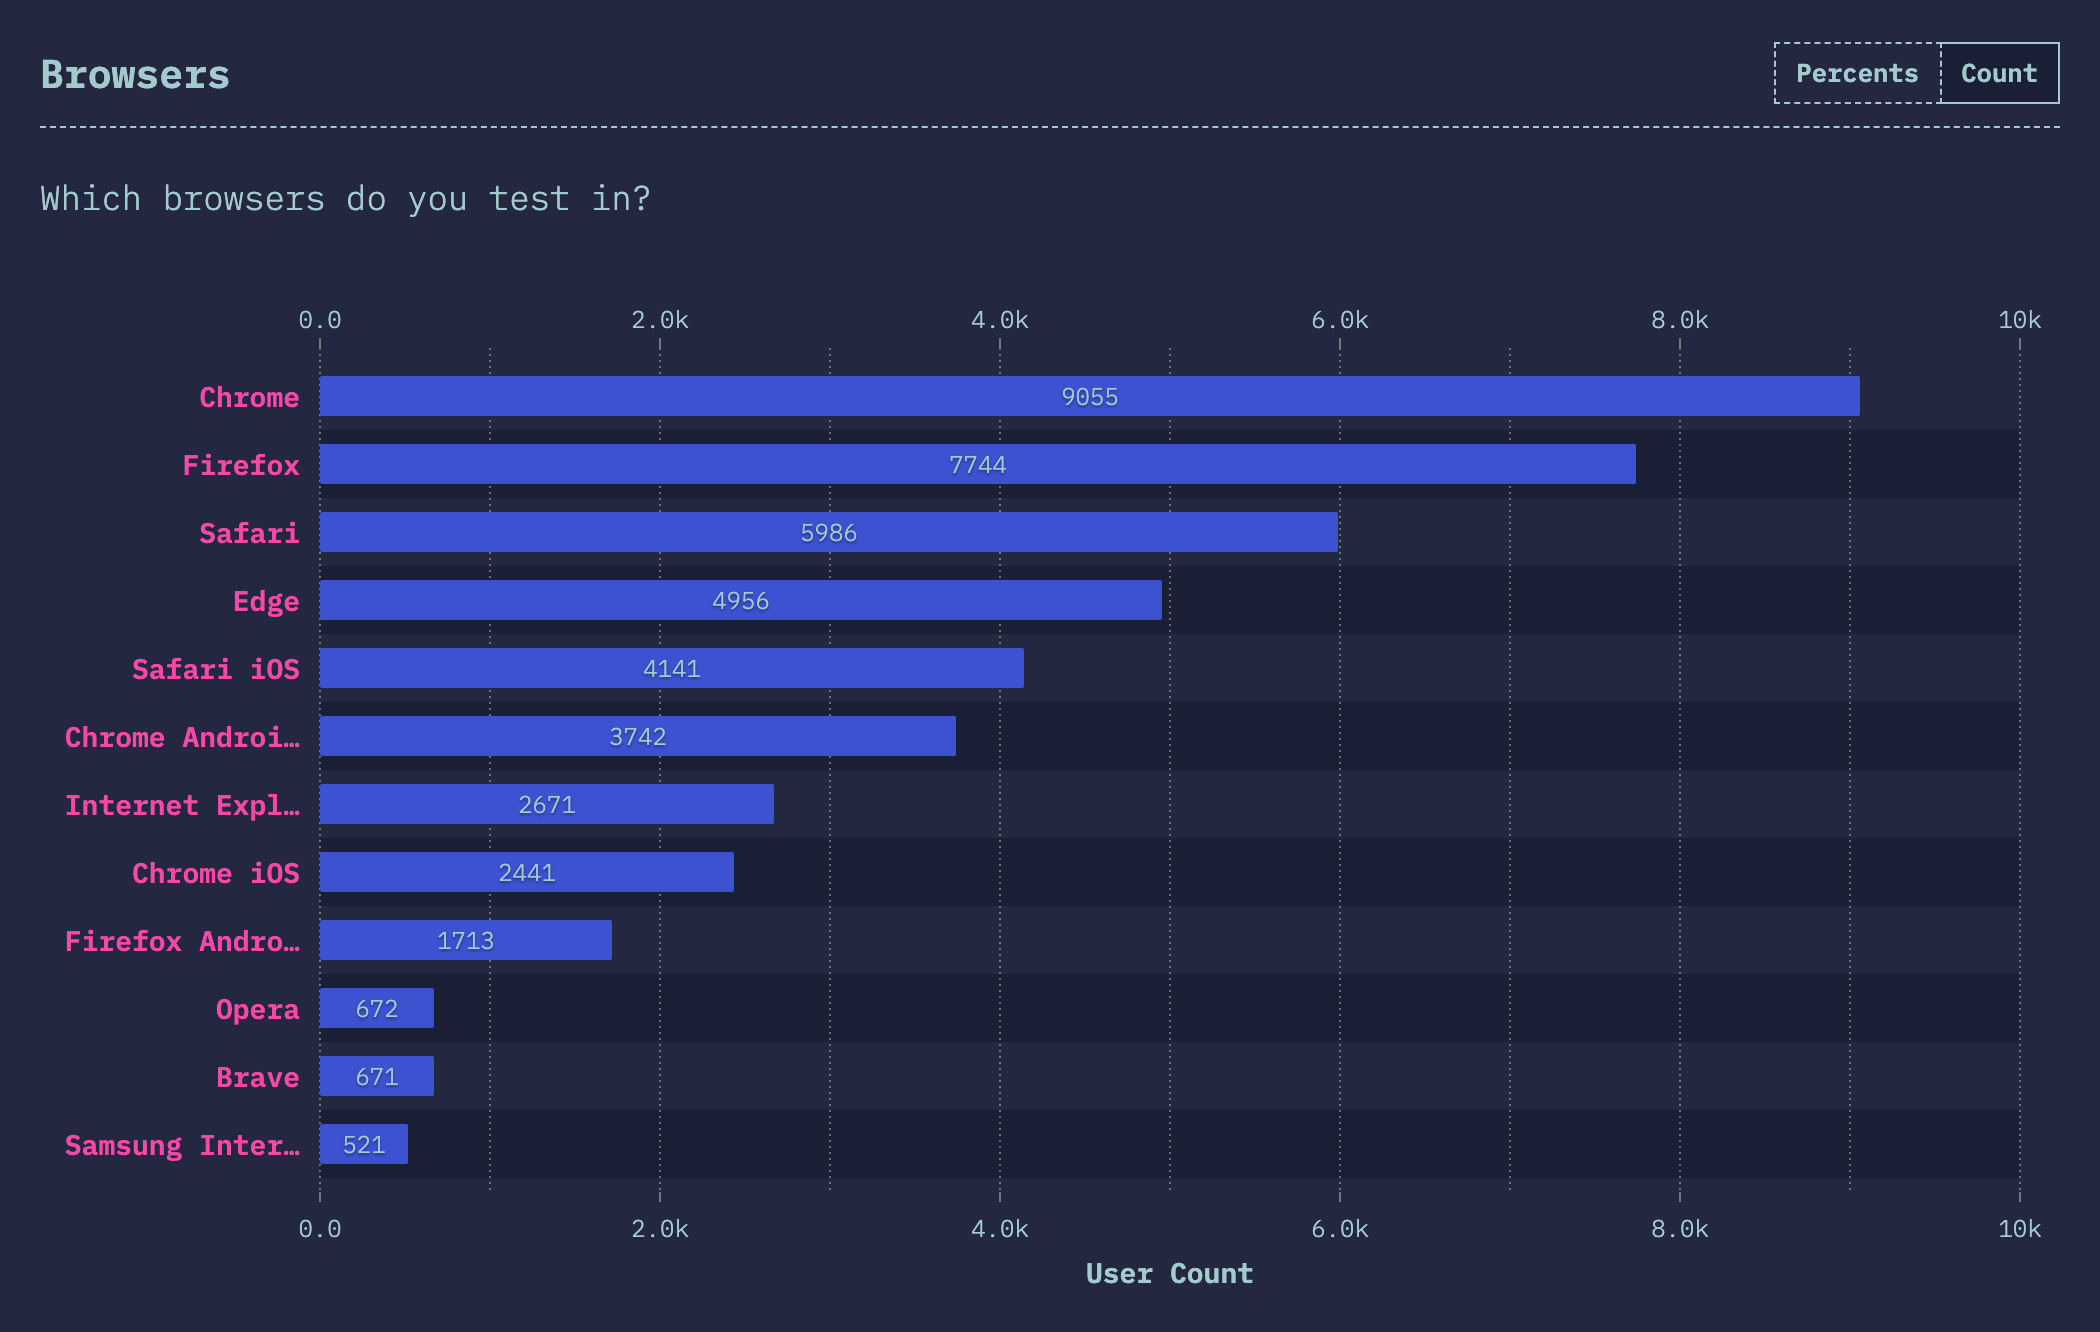 Browsers
Percents Count
Which browsers do you test in?
0.0 2.0k 4.0k 6.0k 8.0k 10k
Chrome 9055
Firefox 7744
Safari 5986
Edge 4956
Safari iOS 4141
Chrome Androi… 3742
Internet Expl… 2671
Chrome iOS 2441
Firefox Andro… 1713
Opera 672
Brave 671
Samsung Inter… 521
0.0 2.0k 4.0k 6.0k 8.0k 10k
User Count